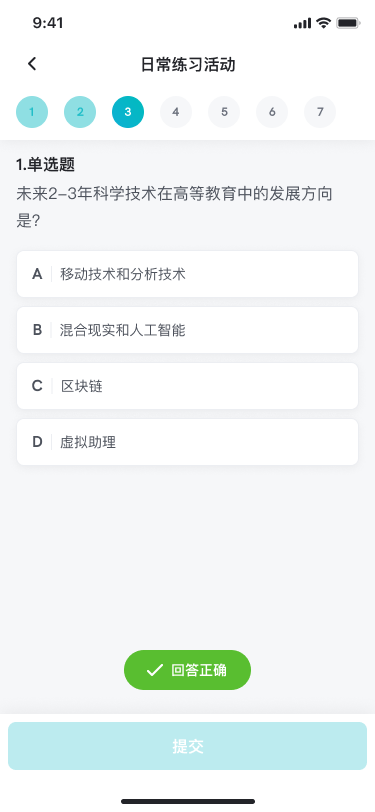 9:41
日常练习活动
1 2 3 4 5 6 7
1.单选题
未来2-3年科学技术在高等教育中的发展方向
是?
A 移动技术和分析技术
B 混合现实和人工智能
C 区块链
D 虚拟助理
回答正确
提交